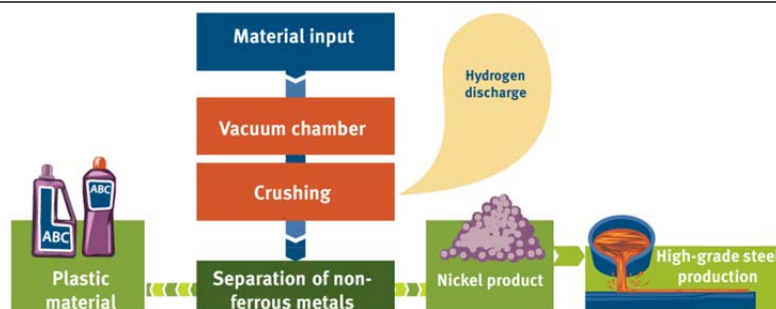 Material input
Hydrogen
discharge
Vacuum chamber
Crushing
ABC
ABC
Plastic
material
Separation of non-
ferrous metals
Nickel product
High-grade steel
production